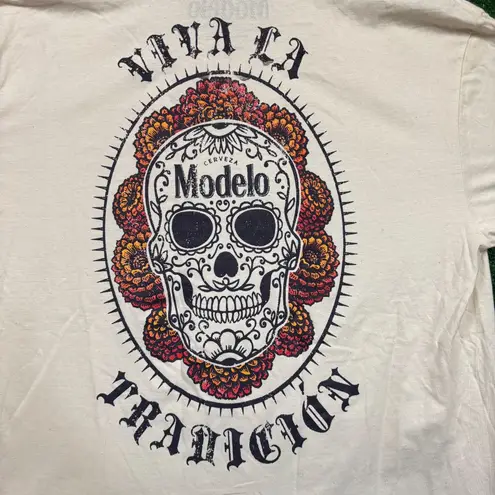 VIVA LA
CERVEZA
Modelo
TRADICIÓN